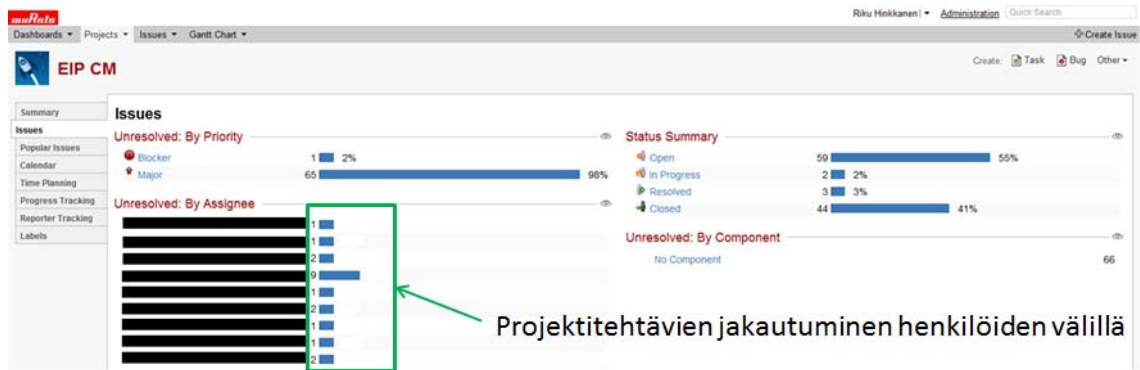 muRata
Riku Hinkkanen Administration Quick Search
Dashboards Projects Issues Gantt Chart Create Issue
EIP CM
Create: Task Bug Other
Summary
Issues
Popular Issues
Calendar
Time Planning
Progress Tracking
Reporter Tracking
Labels
Issues
Unresolved: By Priority
Blocker 1 2%
Major 65 98%
Unresolved: By Assignee
1
1
2
9
1
2
1
1
2
Status Summary
Open 59 55%
In Progress 2 2%
Resolved 3 3%
Closed 44 41%
Unresolved: By Component
No Component 66
Projektitehtävien jakautuminen henkilöiden välillä